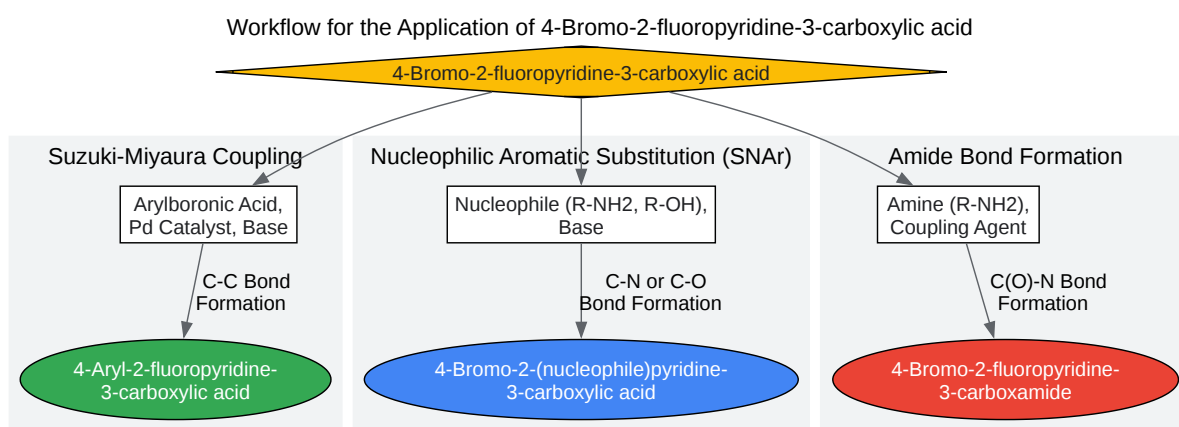 Workflow for the Application of 4-Bromo-2-fluoropyridine-3-carboxylic acid
4-Bromo-2-fluoropyridine-3-carboxylic acid
Suzuki-Miyaura Coupling
Arylboronic Acid,
Pd Catalyst, Base
C-C Bond
Formation
4-Aryl-2-fluoropyridine-
3-carboxylic acid
Nucleophilic Aromatic Substitution (SNAr)
Nucleophile (R-NH2, R-OH),
Base
C-N or C-O
Bond Formation
4-Bromo-2-(nucleophile)pyridine-
3-carboxylic acid
Amide Bond Formation
Amine (R-NH2),
Coupling Agent
C(O)-N Bond
Formation
4-Bromo-2-fluoropyridine-
3-carboxamide